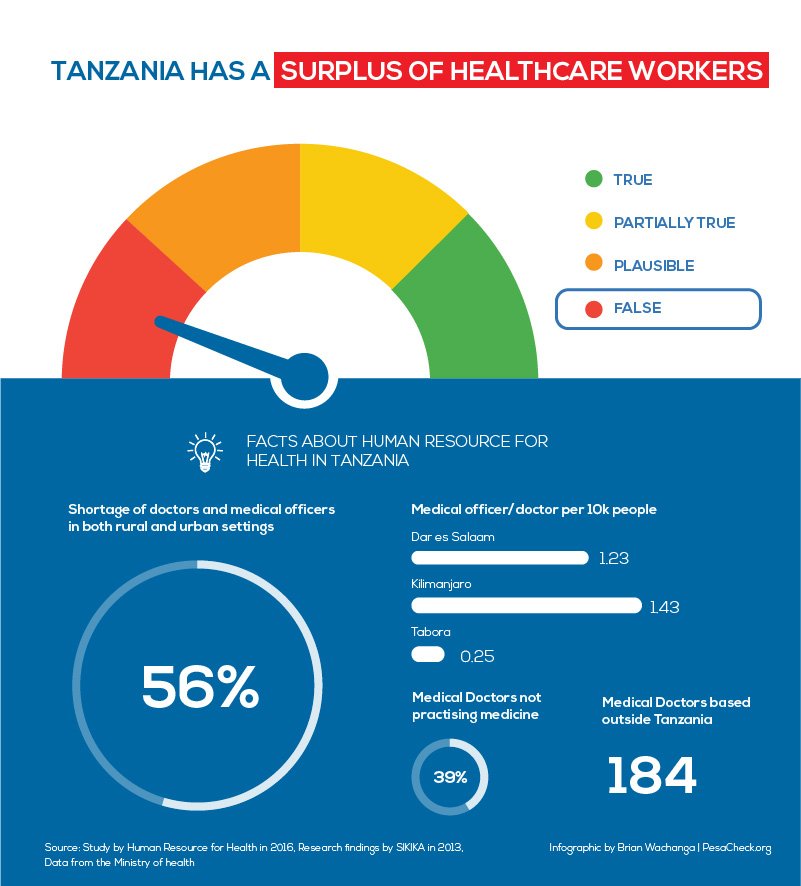 TANZANIA HAS A SURPLUS OF HEALTHCARE WORKERS
TRUE
PARTIALLY TRUE
PLAUSIBLE
FALSE
FACTS ABOUT HUMAN RESOURCE FOR
HEALTH IN TANZANIA
Shortage of doctors and medical officers
in both rural and urban settings
56%
Medical officer/doctor per 10k people
Dar es Salaam
1.23
Kilimanjaro
1.43
Tabora
0.25
Medical Doctors not
practising medicine
39%
Medical Doctors based
outside Tanzania
184
Source: Study by Human Resource for Health in 2016, Research findings by SIKIKA in 2013,
Data from the Ministry of health
Infographic by Brian Wachanga | PesaCheck.org